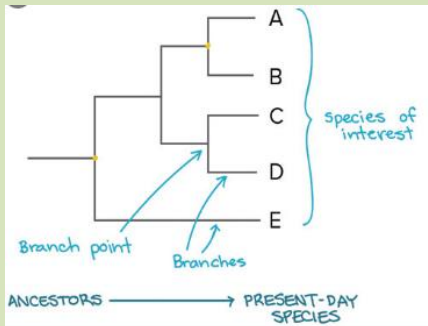 A
B
C
D
E
species of
interest
Branch point
Branches
ANCESTORS
PRESENT-DAY
SPECIES